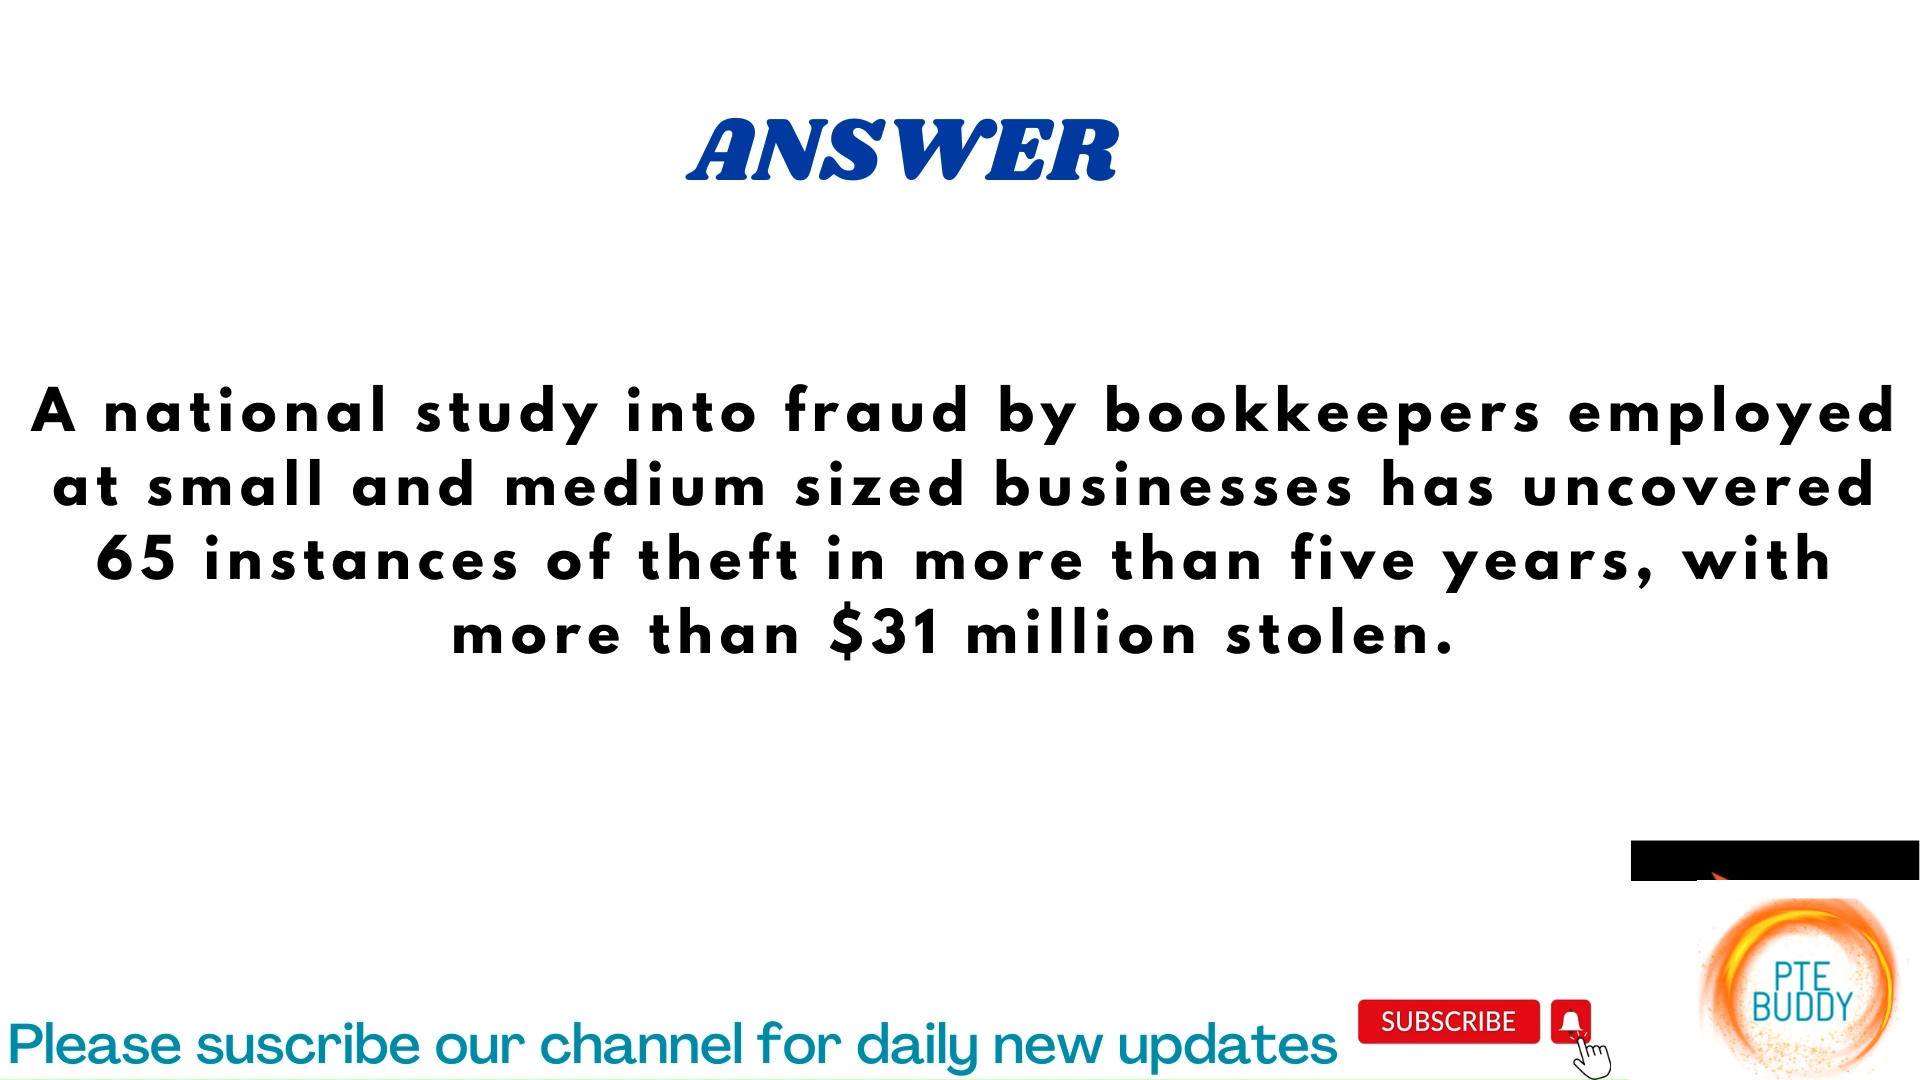 ANSWER
A national study into fraud by bookkeepers employed
at small and medium sized businesses has uncovered
65 instances of theft in more than five years, with
more than $31 million stolen.
PTE
BUDDY
SUBSCRIBE
Please suscribe our channel for daily new updates